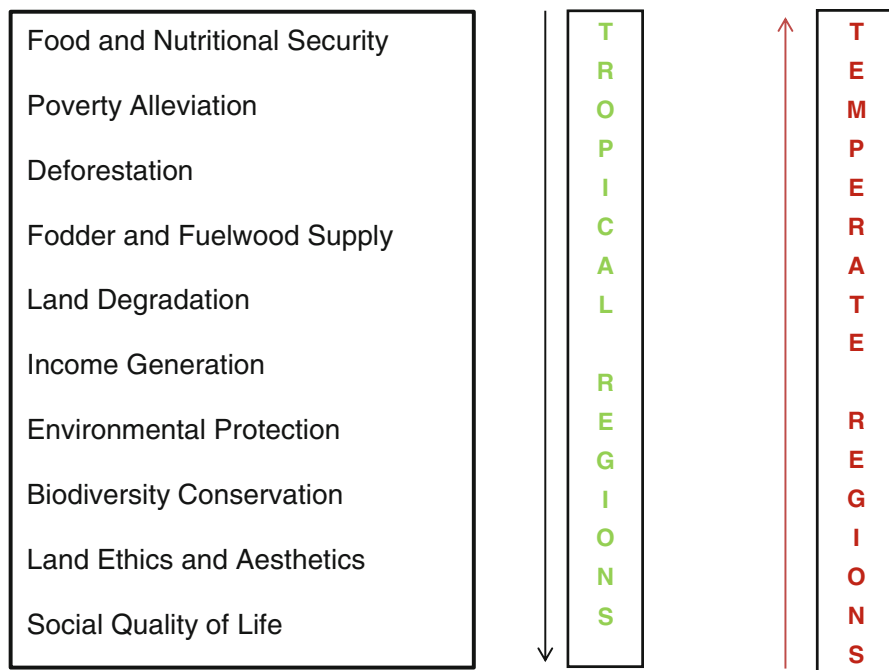 Food and Nutritional Security
Poverty Alleviation
Deforestation
Fodder and Fuelwood Supply
Land Degradation
Income Generation
Environmental Protection
Biodiversity Conservation
Land Ethics and Aesthetics
Social Quality of Life
TROPICAL REGIONS
TEMPERATE REGIONS